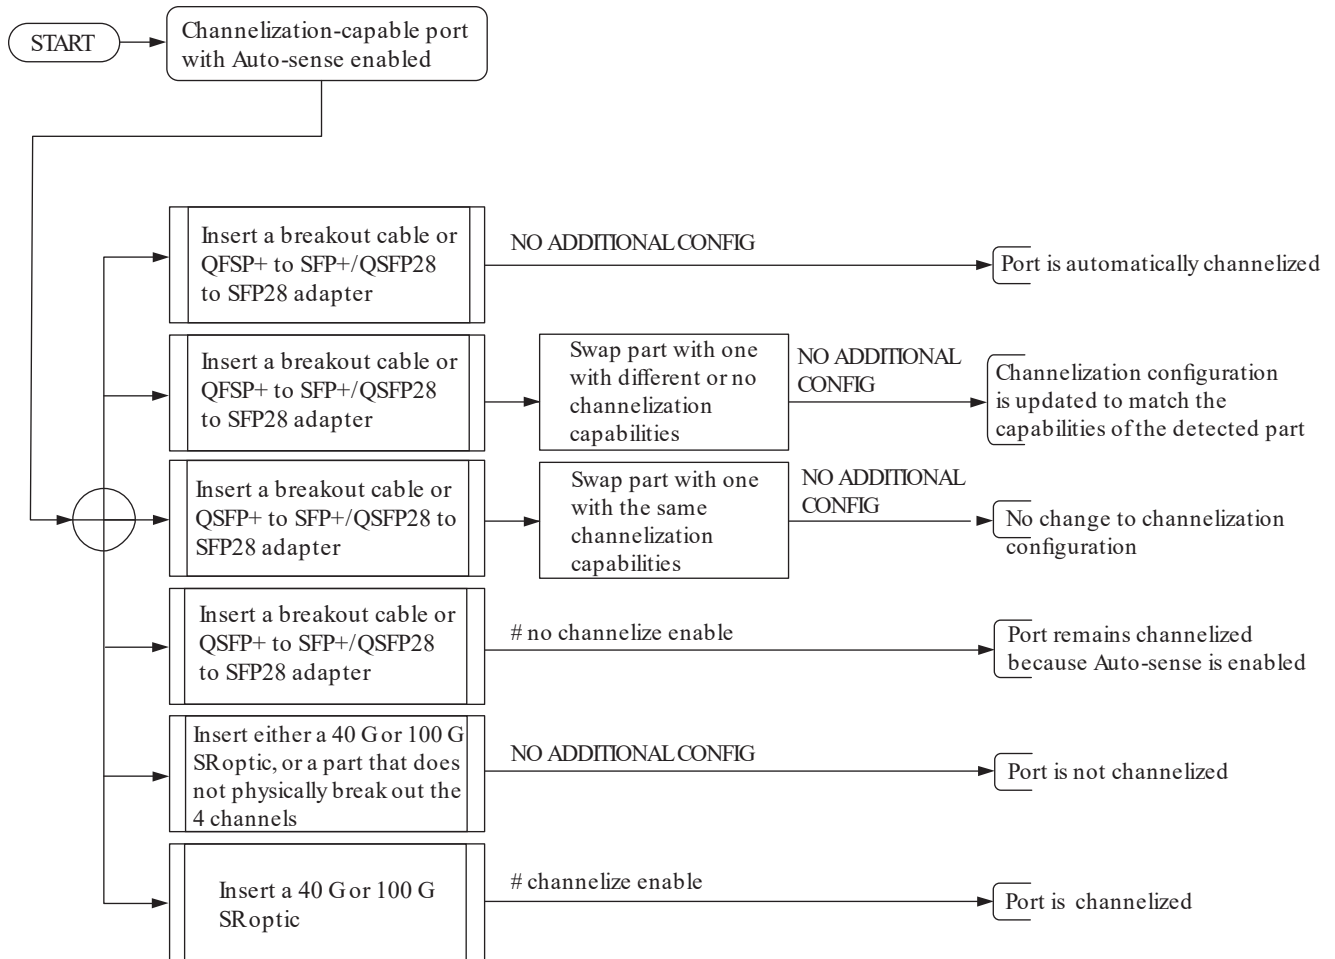 START
Channelization-capable port
with Auto-sense enabled
Insert a breakout cable or
QFSP+ to SFP+/QSFP28
to SFP28 adapter
NO ADDITIONAL CONFIG
Port is automatically channelized
Insert a breakout cable or
QFSP+ to SFP+/QSFP28
to SFP28 adapter
Swap part with one
with different or no
channelization
capabilities
NO ADDITIONAL
CONFIG
Channelization configuration
is updated to match the
capabilities of the detected part
Insert a breakout cable or
QSFP+ to SFP+/QSFP28 to
SFP28 adapter
Swap part with one
with the same
channelization
capabilities
NO ADDITIONAL
CONFIG
No change to channelization
configuration
Insert a breakout cable or
QSFP+ to SFP+/QSFP28
to SFP28 adapter
# no channelize enable
Port remains channelized
because Auto-sense is enabled
Insert either a 40 G or 100 G
SR optic, or a part that does
not physically break out the
4 channels
NO ADDITIONAL CONFIG
Port is not channelized
Insert a 40 G or 100 G
SR optic
# channelize enable
Port is channelized